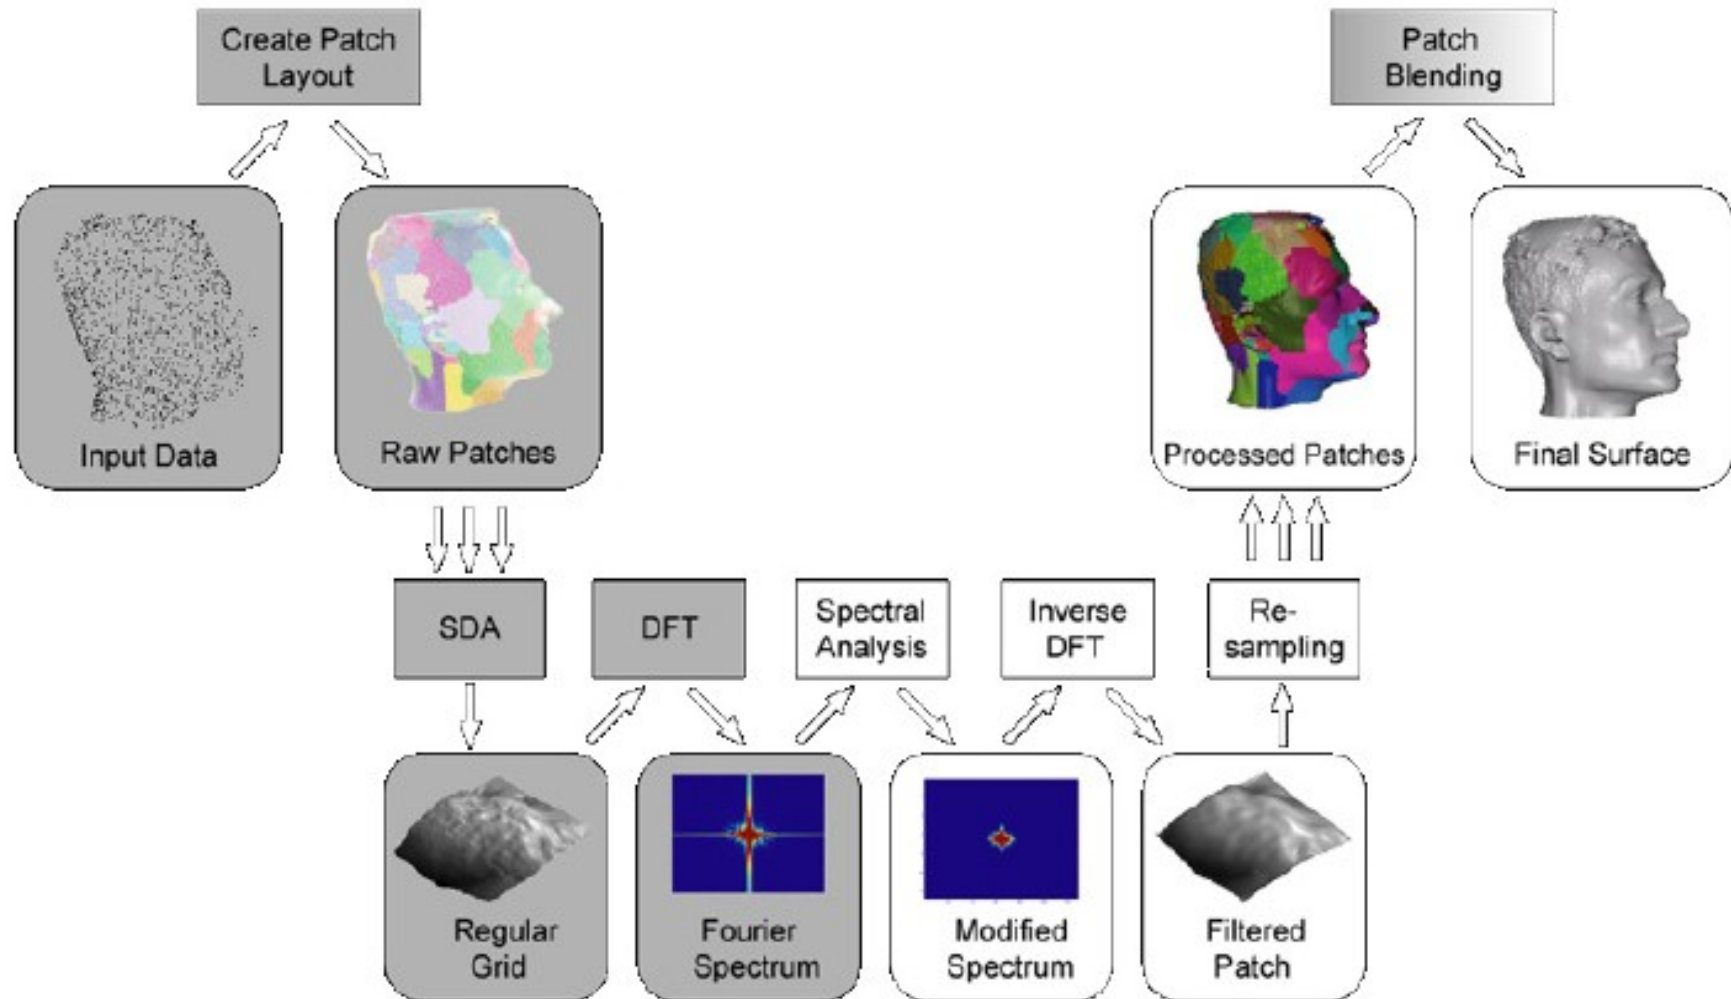 Create Patch
Layout
Patch
Blending
Input Data
Raw Patches
Processed Patches
Final Surface
SDA
DFT
Spectral
Analysis
Inverse
DFT
Re-
sampling
Regular
Grid
Fourier
Spectrum
Modified
Spectrum
Filtered
Patch